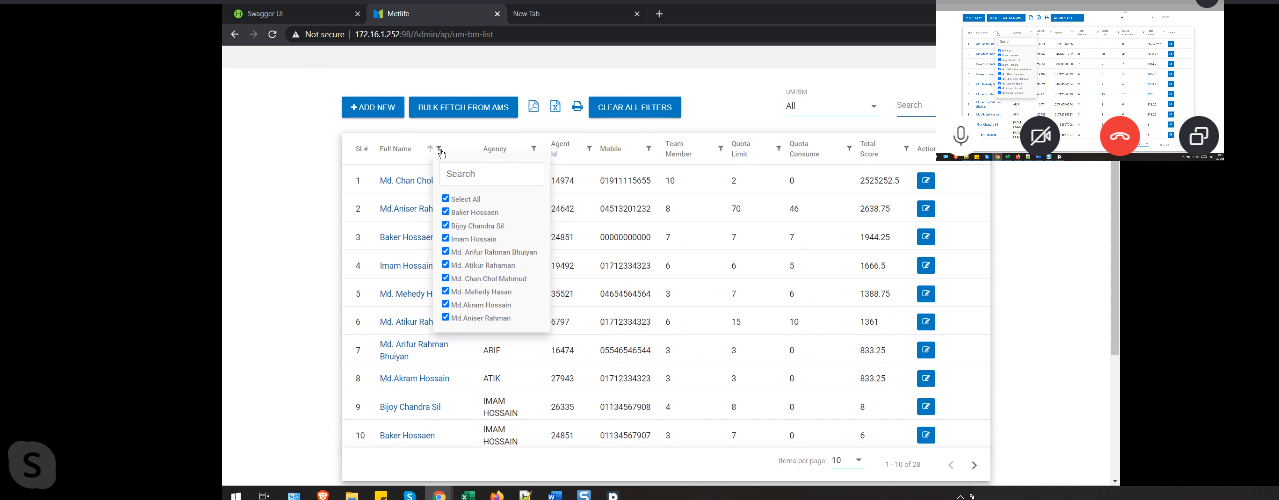 Swagger UI
Metlife
New Tab
Not secure | 172.16.1.252:98/Admin/ap/um-bm-list
+ADD NEW
BULK FETCH FROM AMS
CLEAR ALL FILTERS
UM/BM
All
Search
SI.# Full Name Agency Agent Id Mobile Team Member Quota Limit Quota Consume Total Score Action
Search
Select All
Baker Hossaen
Bijoy Chandra Sil
Imam Hossain
Md. Arifur Rahman Bhuiyan
Md. Atikur Rahaman
Md. Chan Chol Mahmud
Md. Mehedy Hasan
Md.Akram Hossain
Md.Aniser Rahman
1 Md. Chan Chol 14974 01911115655 10 2 0 2525252.5
2 Md.Aniser Rah 24642 04513201232 8 70 46 2638.75
3 Baker Hossaen 24851 00000000000 7 7 7 1944.25
4 Imam Hossain 19492 01712334323 6 6 5 1666.5
5 Md. Mehedy H 35521 04654564564 3 7 6 1388.75
6 Md. Atikur Rah 6797 01712334323 6 15 10 1361
7 Md. Arifur Rahman Bhuiyan ARIF 16474 05546546544 3 3 0 833.25
8 Md.Akram Hossain ATIK 27943 01712334323 3 3 0 833.25
9 Bijoy Chandra Sil IMAM HOSSAIN 26335 01134567908 4 8 0 8
10 Baker Hossaen IMAM HOSSAIN 24851 01134567907 3 7 0 6
Items per page: 10 1 - 10 of 28
S